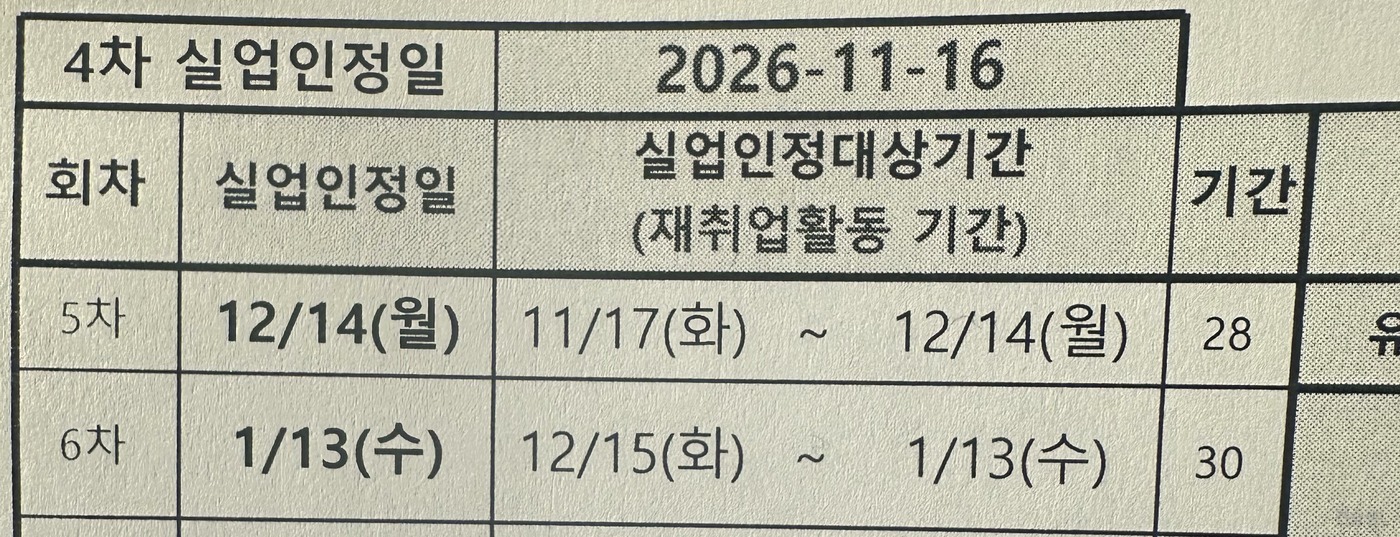 4차 실업인정일 2026-11-16
회차 실업인정일 실업인정대상기간 기간
(재취업활동 기간)
5차 12/14(월) 11/17(화) ~ 12/14(월) 28
6차 1/13(수) 12/15(화) ~ 1/13(수) 30